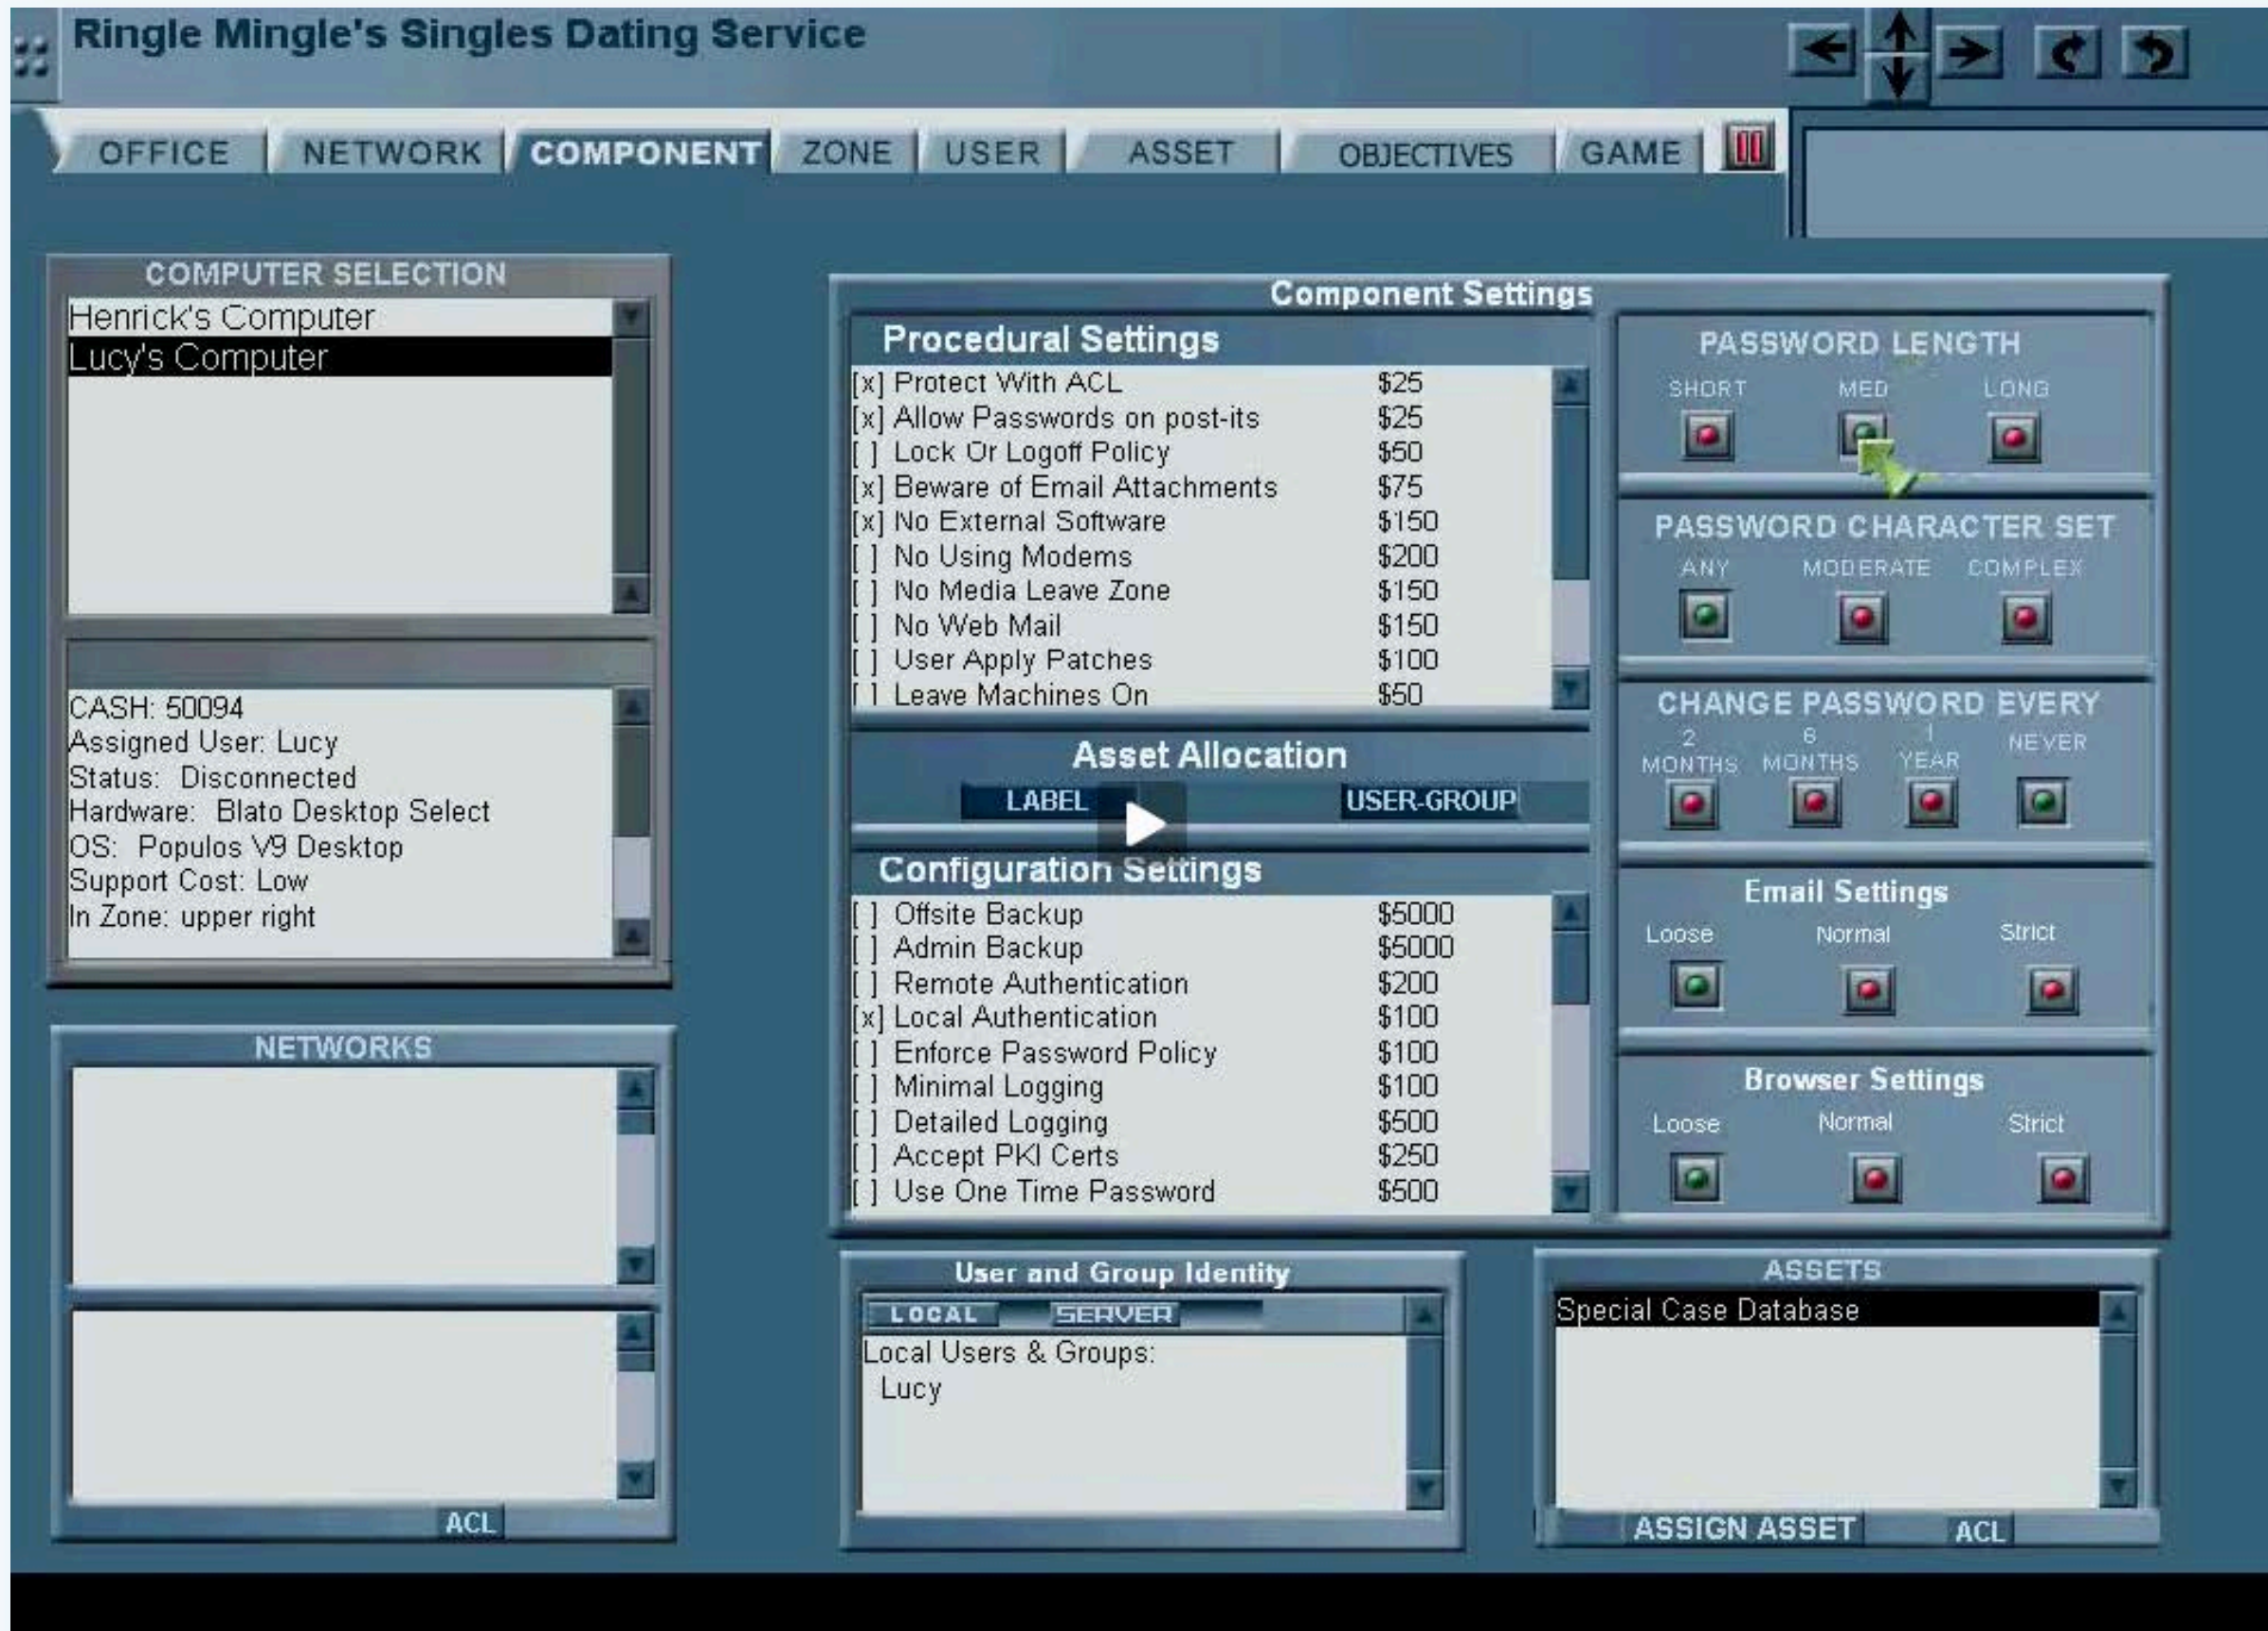 Ringle Mingle's Singles Dating Service
OFFICE NETWORK COMPONENT ZONE USER ASSET OBJECTIVES GAME
COMPUTER SELECTION
Henrick's Computer
Lucy's Computer
CASH: 50094
Assigned User: Lucy
Status: Disconnected
Hardware: Blato Desktop Select
OS: Populos V9 Desktop
Support Cost: Low
In Zone: upper right
NETWORKS
ACL
Component Settings
Procedural Settings
[x] Protect With ACL $25
[x] Allow Passwords on post-its $25
[ ] Lock Or Logoff Policy $50
[x] Beware of Email Attachments $75
[x] No External Software $150
[ ] No Using Modems $200
[ ] No Media Leave Zone $150
[ ] No Web Mail $150
[ ] User Apply Patches $100
[ ] Leave Machines On $50
Asset Allocation
LABEL USER-GROUP
Configuration Settings
[ ] Offsite Backup $5000
[ ] Admin Backup $5000
[ ] Remote Authentication $200
[x] Local Authentication $100
[ ] Enforce Password Policy $100
[ ] Minimal Logging $100
[ ] Detailed Logging $500
[ ] Accept PKI Certs $250
[ ] Use One Time Password $500
PASSWORD LENGTH
SHORT MED LONG
PASSWORD CHARACTER SET
ANY MODERATE COMPLEX
CHANGE PASSWORD EVERY
2 MONTHS 6 MONTHS 1 YEAR NEVER
Email Settings
Loose Normal Strict
Browser Settings
Loose Normal Strict
User and Group Identity
LOCAL SERVER
Local Users & Groups:
Lucy
ASSETS
Special Case Database
ASSIGN ASSET ACL